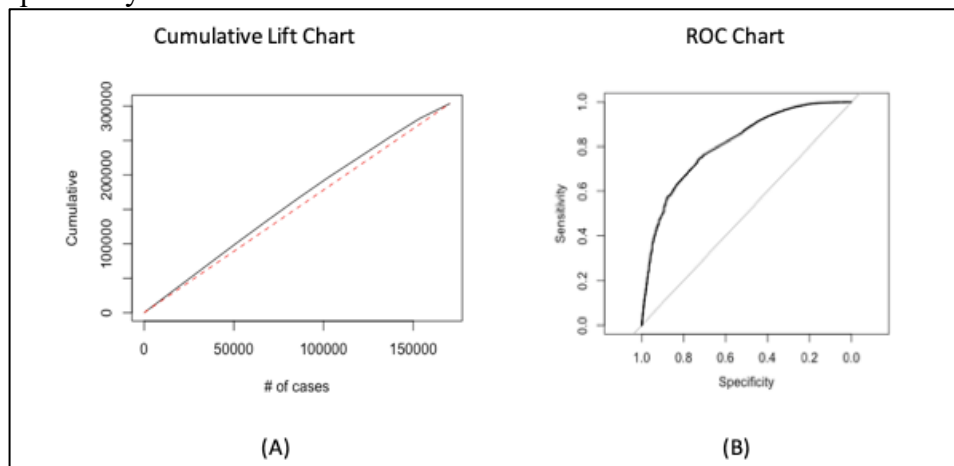 Cumulative Lift Chart
ROC Chart
Cumulative
300000
200000
100000
0
0
50000
100000
150000
# of cases
(A)
Sensitivity
1.0
0.8
0.6
0.4
0.2
0.0
1.0
0.8
0.6
0.4
0.2
0.0
Specificity
(B)